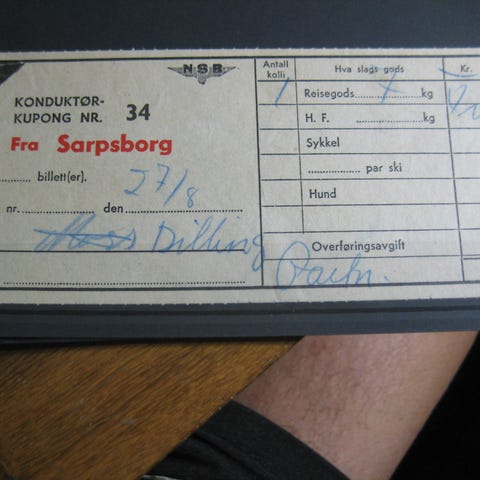 NSB
KONDUKTØR-
KUPONG NR. 34
Fra Sarpsborg
billett(er).
27/8
nr. den
Moss Dilling
Antall kolli
Hva slags gods
Kr.
1
Reisegods kg
H. F. kg
Sykkel
par ski
Hund
Overføringsavgift